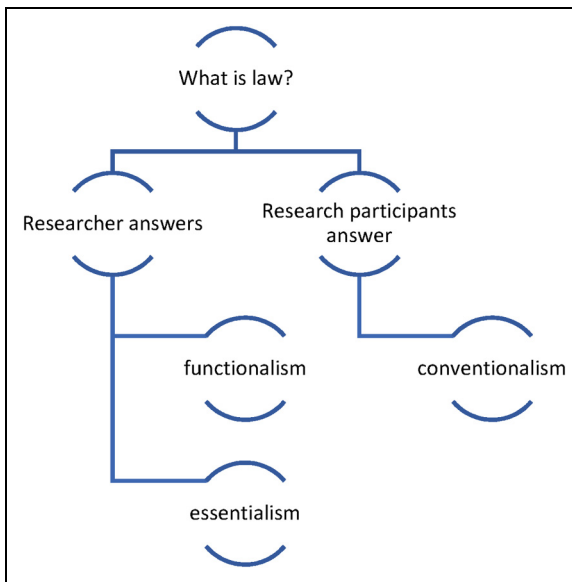 What is law?
Researcher answers
Research participants
answer
functionalism
conventionalism
essentialism